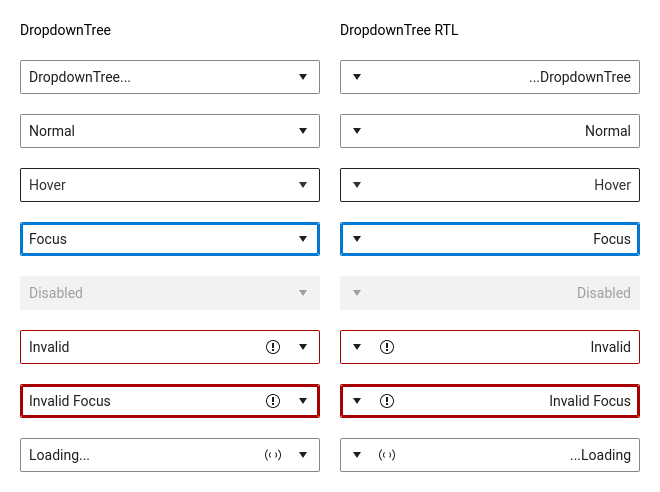 DropdownTree
DropdownTree...
Normal
Hover
Focus
Disabled
Invalid
Invalid Focus
Loading...
DropdownTree RTL
...DropdownTree
Normal
Hover
Focus
Disabled
Invalid
Invalid Focus
...Loading